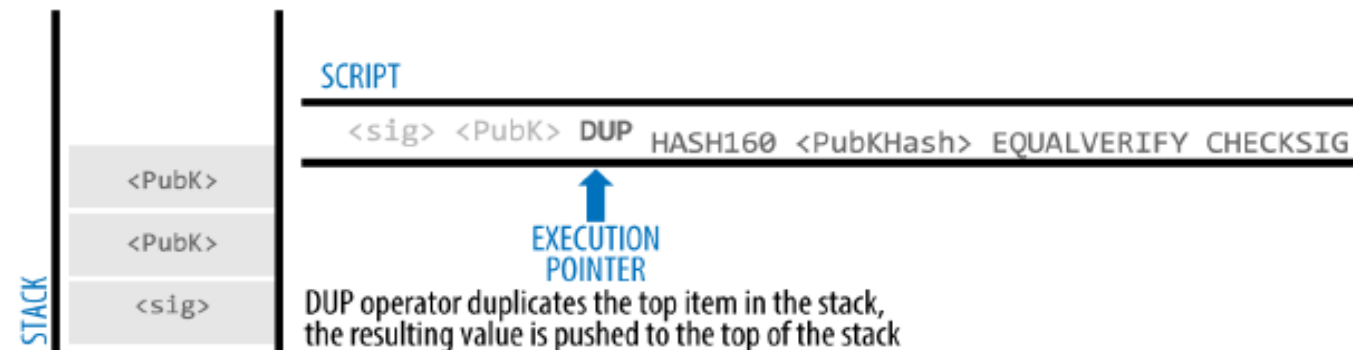 SCRIPT
<sig> <PubK> DUP HASH160 <PubKHash> EQUALVERIFY CHECKSIG
<PubK>
<PubK>
<sig>
STACK
EXECUTION
POINTER
DUP operator duplicates the top item in the stack,
the resulting value is pushed to the top of the stack